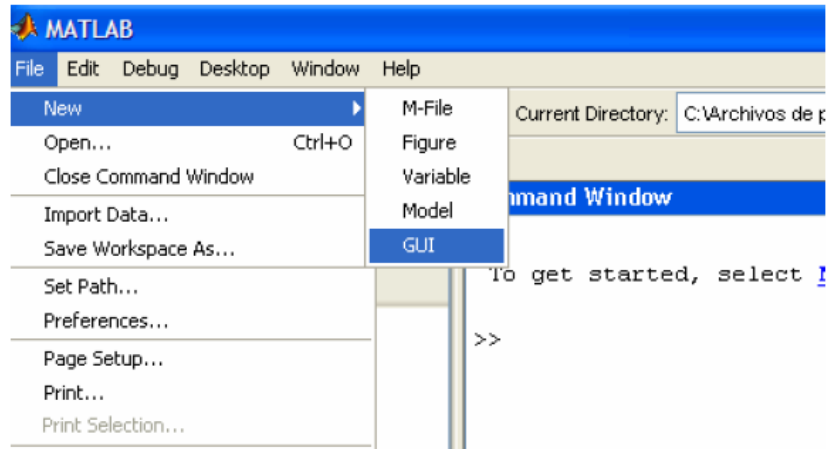 MATLAB
File Edit Debug Desktop Window Help
New
Open... Ctrl+O
Close Command Window
Import Data...
Save Workspace As...
Set Path...
Preferences...
Page Setup...
Print...
Print Selection...
M-File
Figure
Variable
Model
GUI
Current Directory: C:\Archivos de p
mmand Window
To get started, select
>>